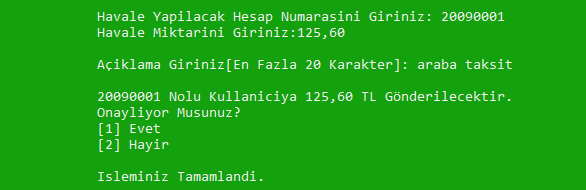 Havale Yapilacak Hesap Numarasini Giriniz: 20090001
Havale Miktarini Giriniz:125,60
Açiklama Giriniz[En Fazla 20 Karakter]: araba taksit
20090001 Nolu Kullaniciya 125,60 TL Gönderilecektir.
Onayliyor Musunuz?
[1] Evet
[2] Hayir
Isleminiz Tamamlandi.